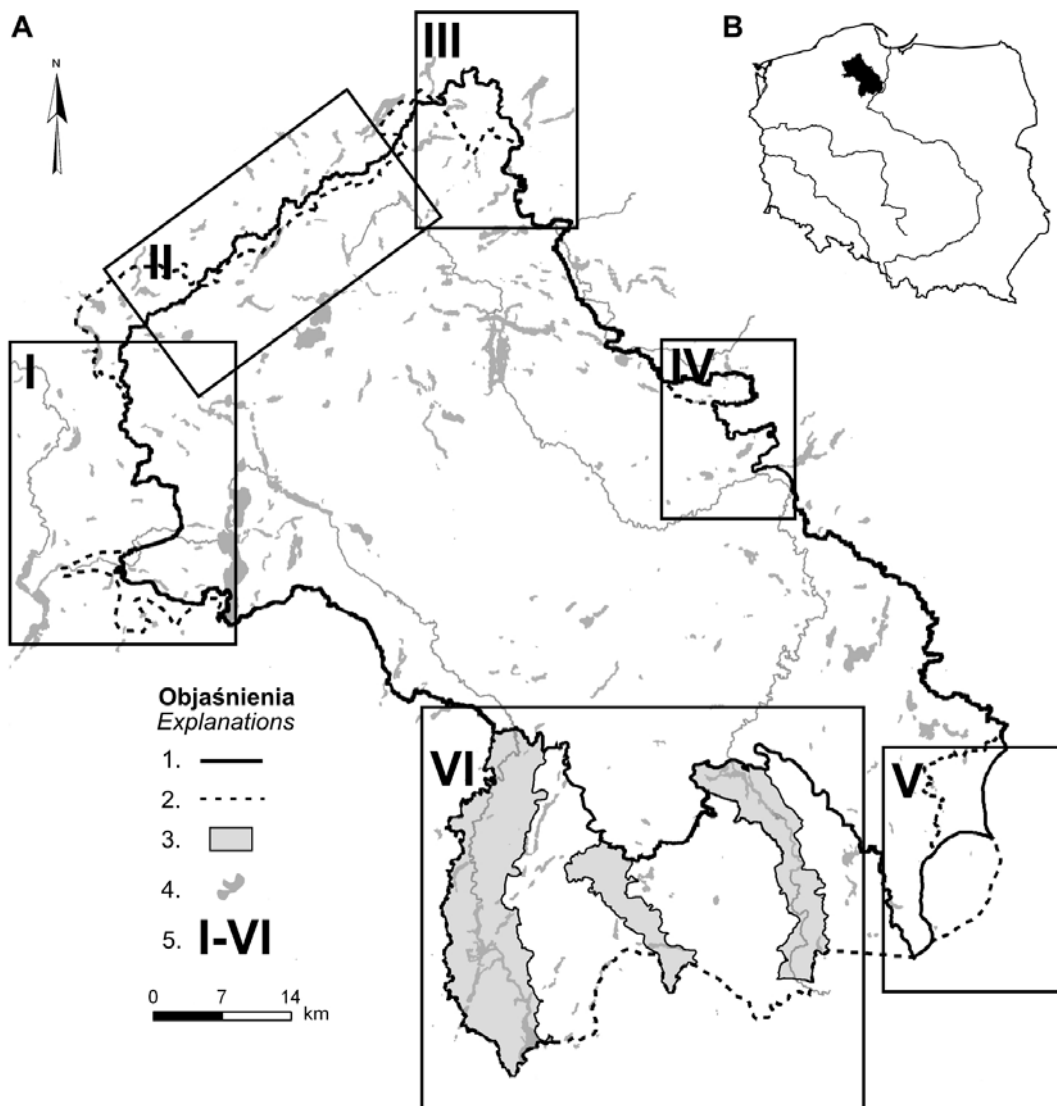 A
B
N
III
II
I
IV
V
VI
Objaśnienia
Explanations
1.
2.
3.
4.
5. I-VI
0 7 14
km